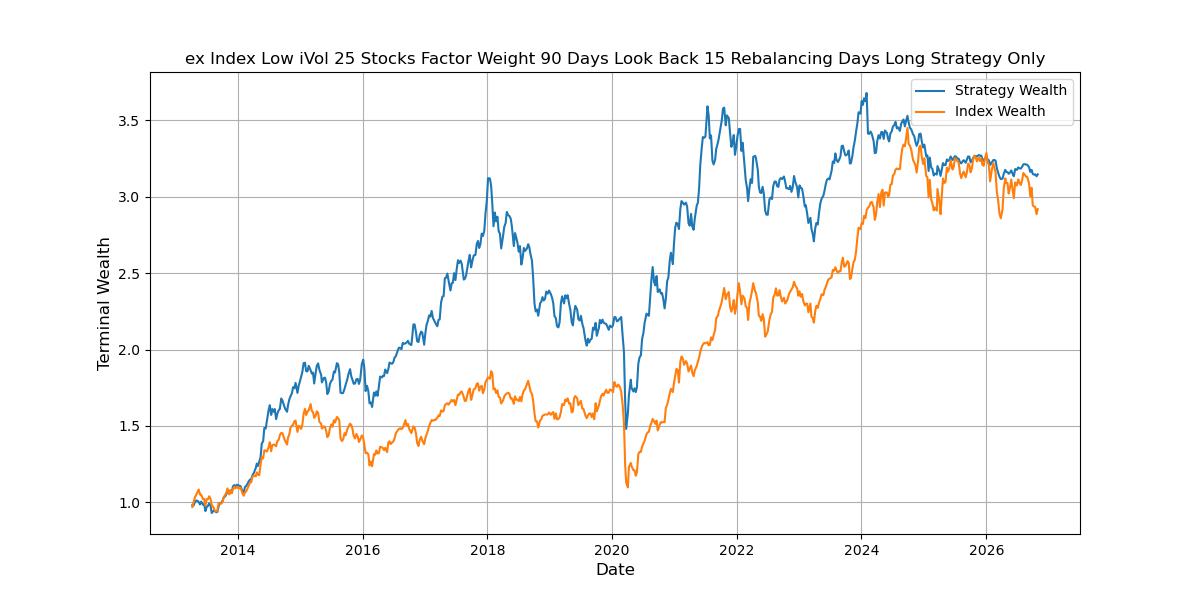 ex Index Low iVol 25 Stocks Factor Weight 90 Days Look Back 15 Rebalancing Days Long Strategy Only
Strategy Wealth
Index Wealth
Terminal Wealth
3.5
3.0
2.5
2.0
1.5
1.0
2014 2016 2018 2020 2022 2024 2026
Date